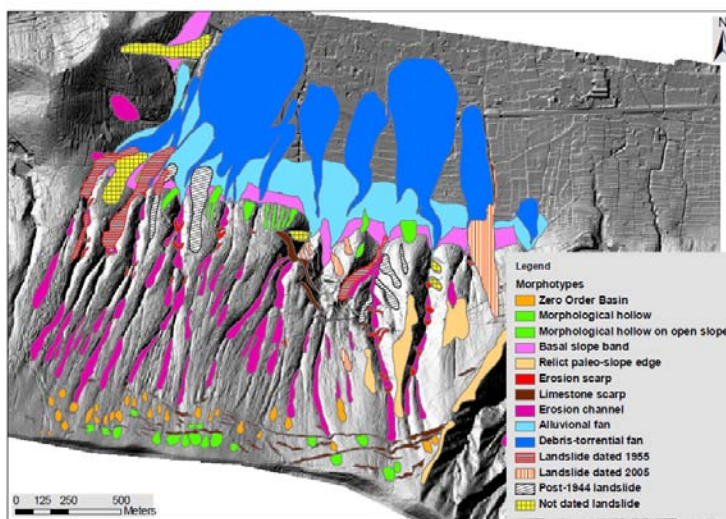 N
Legend
Morphotypes
Zero Order Basin
Morphological hollow
Morphological hollow on open slope
Basal slope band
Relict paleo-slope edge
Erosion scarp
Limestone scarp
Erosion channel
Alluvional fan
Debris-torrential fan
Landslide dated 1955
Landslide dated 2005
Post-1944 landslide
Not dated landslide
0 125 250 500
Meters